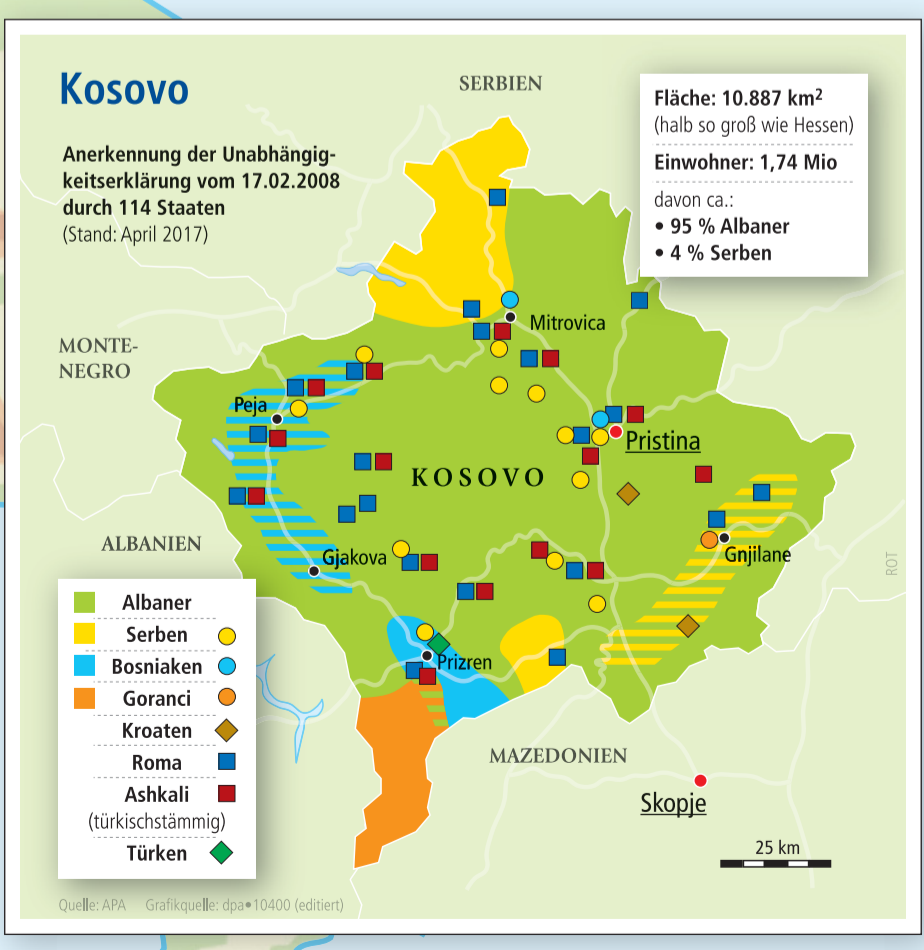 Kosovo
Anerkennung der Unabhängig-
keitserklärung vom 17.02.2008
durch 114 Staaten
(Stand: April 2017)
SERBIEN
Fläche: 10.887 km²
(halb so groß wie Hessen)
Einwohner: 1,74 Mio
davon ca.:
• 95 % Albaner
• 4 % Serben
Mitrovica
MONTE-
NEGRO
Peja
Pristina
KOSOVO
ALBANIEN
Gjakova
Gnjilane
ROT
Prizren
MAZEDONIEN
Skopje
25 km
Albaner
Serben
Bosniaken
Goranci
Kroaten
Roma
Ashkali
(türkischstämmig)
Türken
Quelle: APA Grafikquelle: dpa•10400 (editiert)